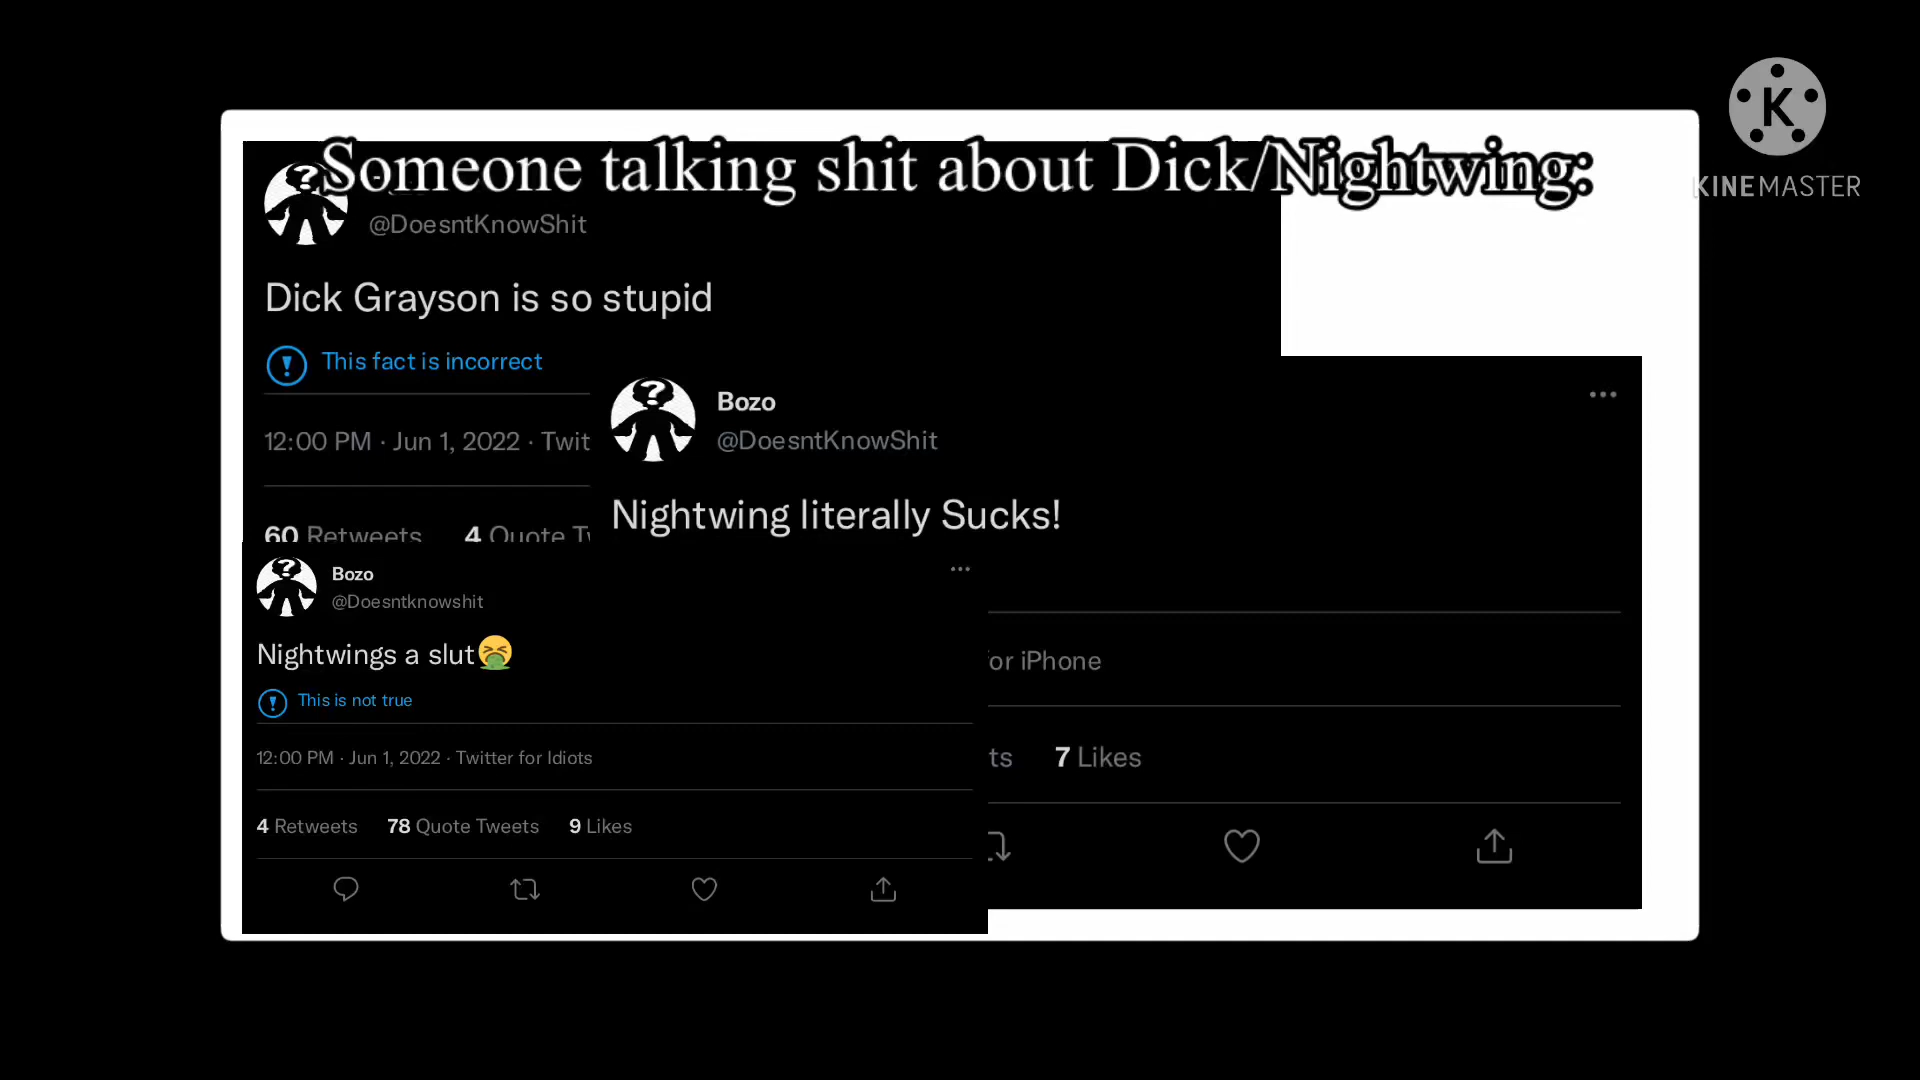 Someone talking shit about Dick/Nightwing:
K
KINEMASTER
@DoesntKnowShit
Dick Grayson is so stupid
This fact is incorrect
12:00 PM · Jun 1, 2022 · Twit
60 Retweets 4 Quote Tw
Bozo
@DoesntKnowShit
Nightwing literally Sucks!
or iPhone
ts 7 Likes
Bozo
@Doesntknowshit
Nightwings a slut🤮
This is not true
12:00 PM · Jun 1, 2022 · Twitter for Idiots
4 Retweets 78 Quote Tweets 9 Likes